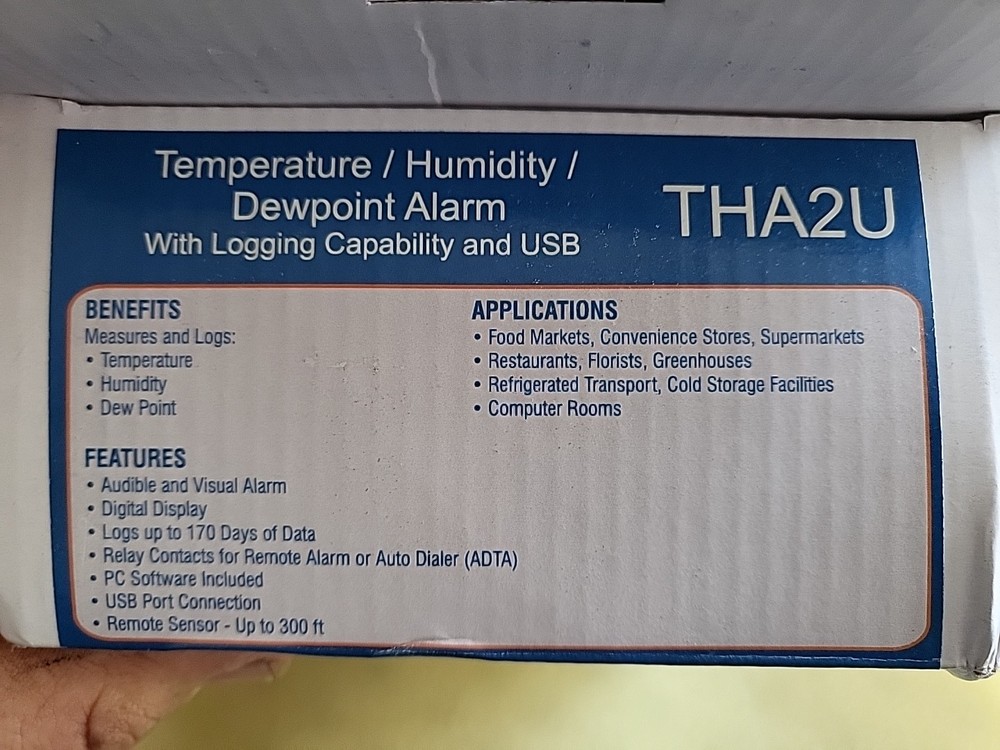 Temperature / Humidity /
Dewpoint Alarm
With Logging Capability and USB
THA2U
BENEFITS
Measures and Logs:
• Temperature
• Humidity
• Dew Point
FEATURES
• Audible and Visual Alarm
• Digital Display
• Logs up to 170 Days of Data
• Relay Contacts for Remote Alarm or Auto Dialer (ADTA)
• PC Software Included
• USB Port Connection
• Remote Sensor - Up to 300 ft
APPLICATIONS
• Food Markets, Convenience Stores, Supermarkets
• Restaurants, Florists, Greenhouses
• Refrigerated Transport, Cold Storage Facilities
• Computer Rooms